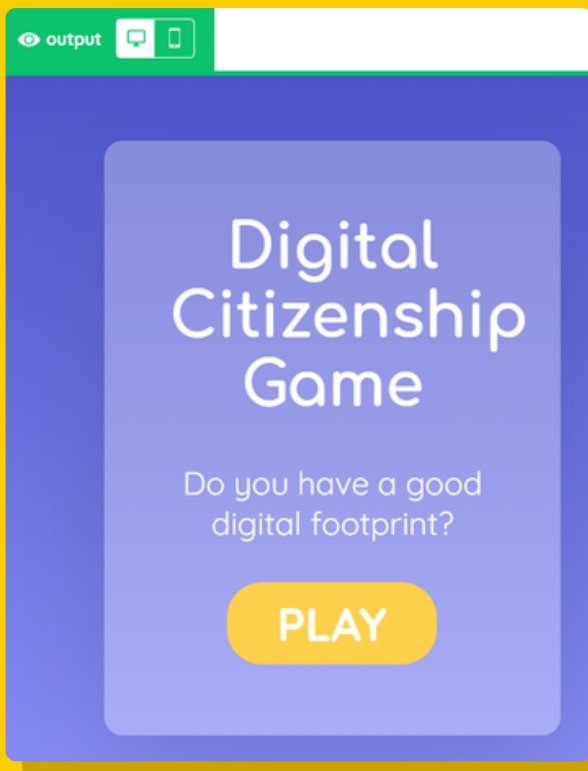 output
Digital
Citizenship
Game
Do you have a good
digital footprint?
PLAY